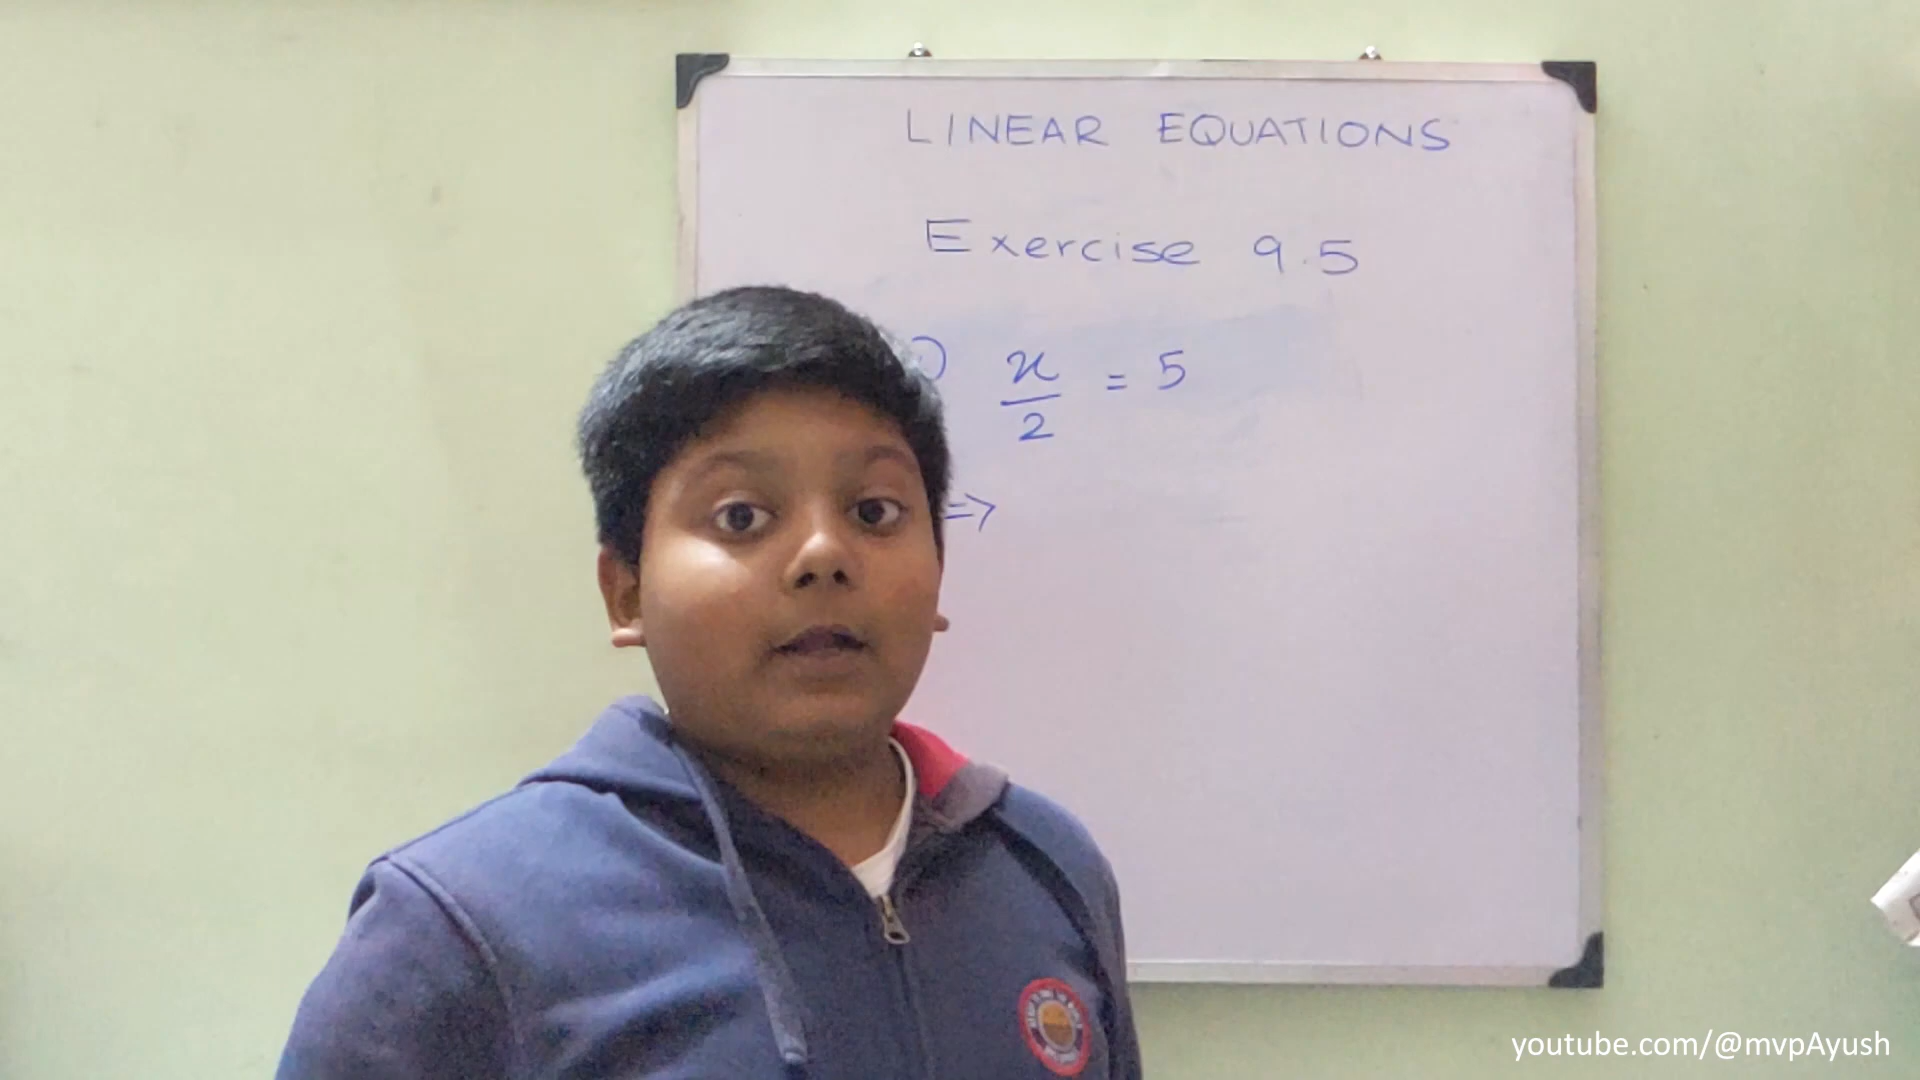 LINEAR EQUATIONS
Exercise 9.5
) x/2 = 5
=>
youtube.com/@mvpAyush